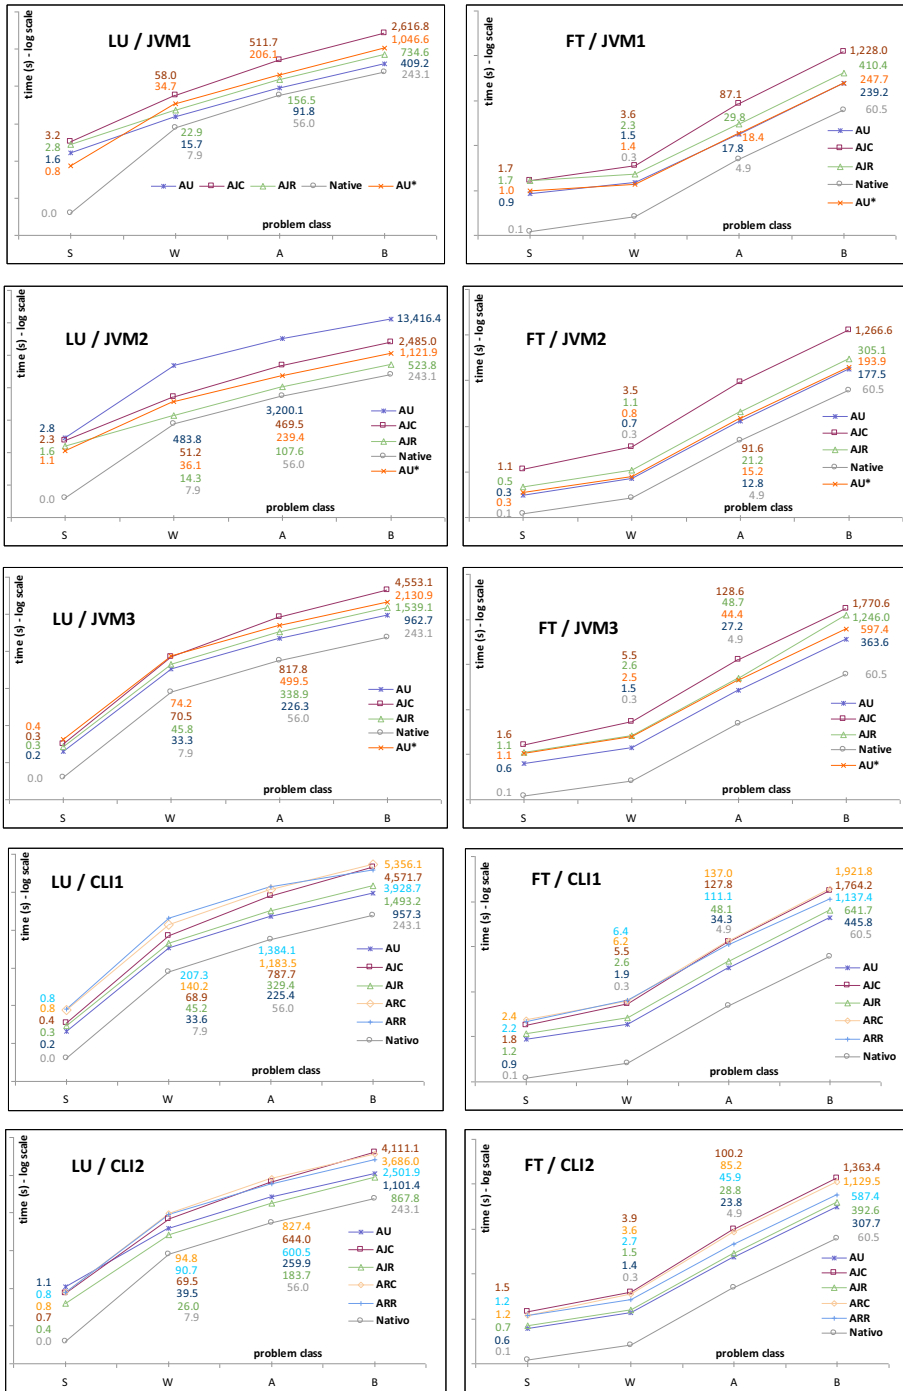 LU / JVM1
time (s) - log scale
3.2
2.8
1.6
0.8
0.0
58.0
34.7
22.9
15.7
7.9
511.7
206.1
156.5
91.8
56.0
2,616.8
1,046.6
734.6
409.2
243.1
AU AJC AJR Native AU*
problem class
S W A B
FT / JVM1
time (s) - log scale
1.7
1.7
1.0
0.9
0.1
3.6
2.3
1.5
1.4
0.3
87.1
29.8
18.4
17.8
4.9
1,228.0
410.4
247.7
239.2
60.5
AU
AJC
AJR
Native
AU*
problem class
S W A B
LU / JVM2
time (s) - log scale
2.8
2.3
1.6
1.1
0.0
483.8
51.2
36.1
14.3
7.9
3,200.1
469.5
239.4
107.6
56.0
13,416.4
2,485.0
1,121.9
523.8
243.1
AU
AJC
AJR
Native
AU*
problem class
S W A B
FT / JVM2
time (s) - log scale
1.1
0.5
0.3
0.3
0.1
3.5
1.1
0.8
0.7
0.3
91.6
21.2
15.2
12.8
4.9
1,266.6
305.1
193.9
177.5
60.5
AU
AJC
AJR
Native
AU*
problem class
S W A B
LU / JVM3
time (s) - log scale
0.4
0.3
0.3
0.2
0.0
74.2
70.5
45.8
33.3
7.9
817.8
499.5
338.9
226.3
56.0
4,553.1
2,130.9
1,539.1
962.7
243.1
AU
AJC
AJR
Native
AU*
problem class
S W A B
FT / JVM3
time (s) - log scale
1.6
1.1
1.1
0.6
0.1
5.5
2.6
2.5
1.5
0.3
128.6
48.7
44.4
27.2
4.9
1,770.6
1,246.0
597.4
363.6
60.5
AU
AJC
AJR
Native
AU*
problem class
S W A B
LU / CLI1
time (s) - log scale
0.8
0.8
0.4
0.3
0.2
0.0
207.3
140.2
68.9
45.2
33.6
7.9
1,384.1
1,183.5
787.7
329.4
225.4
56.0
5,356.1
4,571.7
3,928.7
1,493.2
957.3
243.1
AU
AJC
AJR
ARC
ARR
Nativo
problem class
S W A B
FT / CLI1
time (s) - log scale
2.4
2.2
1.8
1.2
0.9
0.1
6.4
6.2
5.5
2.6
1.9
0.3
137.0
127.8
111.1
48.1
34.3
4.9
1,921.8
1,764.2
1,137.4
641.7
445.8
60.5
AU
AJC
AJR
ARC
ARR
Nativo
problem class
S W A B
LU / CLI2
time (s) - log scale
1.1
0.8
0.8
0.7
0.4
0.0
94.8
90.7
69.5
39.5
26.0
7.9
827.4
644.0
600.5
259.9
183.7
56.0
4,111.1
3,686.0
2,501.9
1,101.4
867.8
243.1
AU
AJC
AJR
ARC
ARR
Nativo
problem class
S W A B
FT / CLI2
time (s) - log scale
1.5
1.2
1.2
0.7
0.6
0.1
3.9
3.6
2.7
1.5
1.4
0.3
100.2
85.2
45.9
28.8
23.8
4.9
1,363.4
1,129.5
587.4
392.6
307.7
60.5
AU
AJC
AJR
ARC
ARR
Nativo
problem class
S W A B